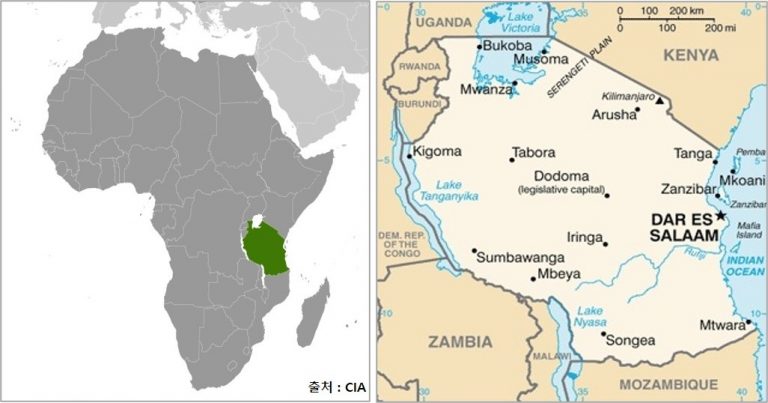 출처 : CIA
UGANDA
Lake
Victoria
0 100 200 km
0 100 200 mi
Bukoba
Musoma
SERENGETI PLAIN
KENYA
RWANDA
Mwanza
BURUNDI
Kilimanjaro
Arusha
Kigoma
Tabora
Tanga
Pemba
5
5
Dodoma
(legislative capital)
Mkoani
Lake
Tanganyika
Zanzibar
Zanzibar
DAR ES
SALAAM
Mafia
Island
DEM. REP.
OF THE
CONGO
Iringa
Sumbawanga
Rufiji
INDIAN
OCEAN
Mbeya
Lake
Nyasa
10
Mtwara
Songea
ZAMBIA
MALAWI
MOZAMBIQUE
30
35
40